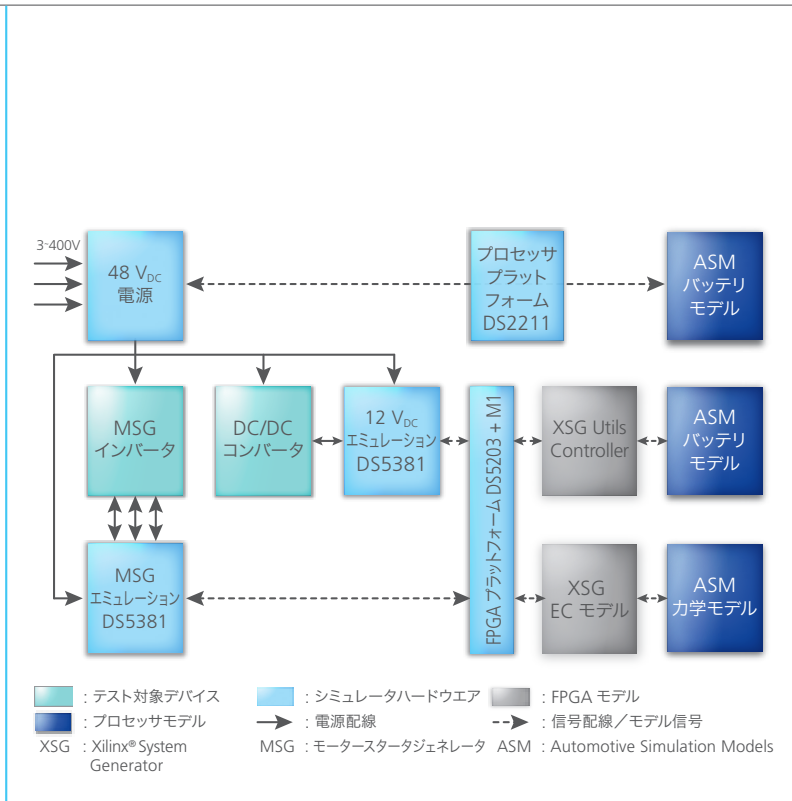 3~400V
48 VDC
電源
プロセッサ
プラット
フォーム
DS2211
ASM
バッテリ
モデル
MSG
インバータ
DC/DC
コンバータ
12 VDC
エミュレーション
DS5381
FPGA プラットフォーム DS5203 + M1
XSG Utils
Controller
ASM
バッテリ
モデル
MSG
エミュレーション
DS5381
XSG
EC モデル
ASM
力学モデル
: テスト対象デバイス
: シミュレータハードウエア
: FPGA モデル
: プロセッサモデル
: 電源配線
: 信号配線／モデル信号
XSG : Xilinx® System
Generator
MSG : モータースタータジェネレータ
ASM : Automotive Simulation Models